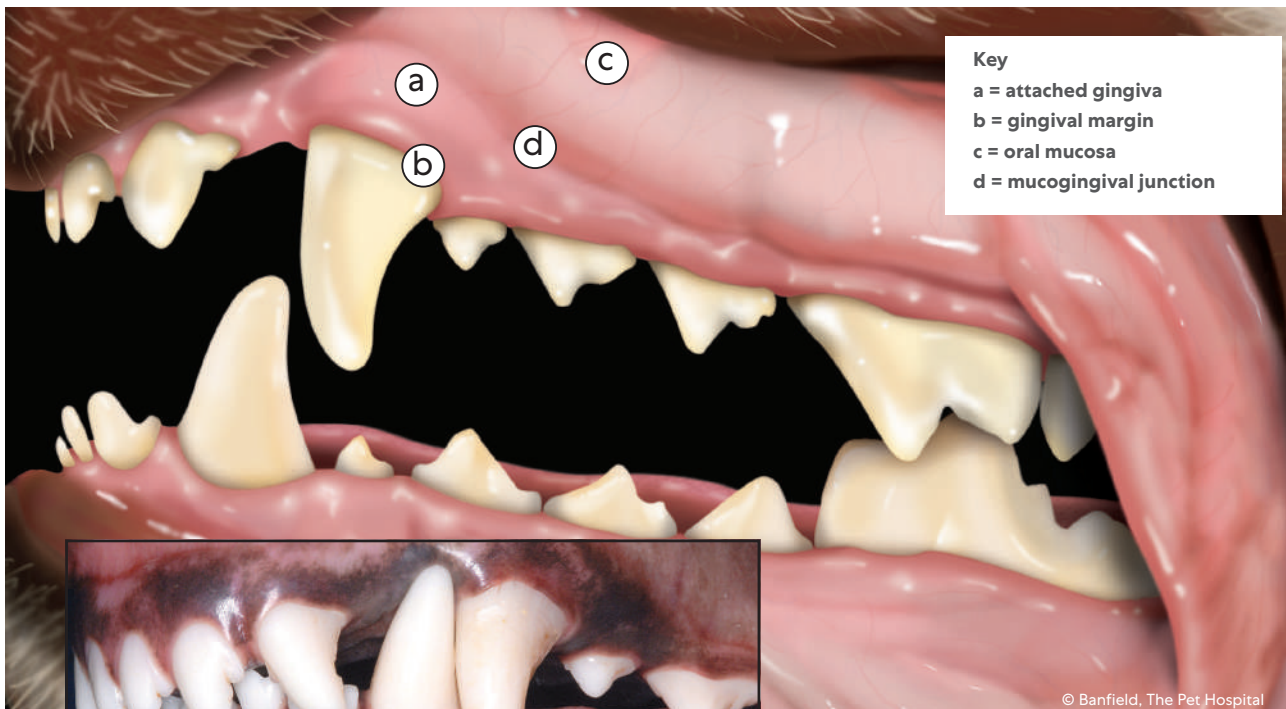 c
a
d
b
Key
a = attached gingiva
b = gingival margin
c = oral mucosa
d = mucogingival junction
© Banfield, The Pet Hospital